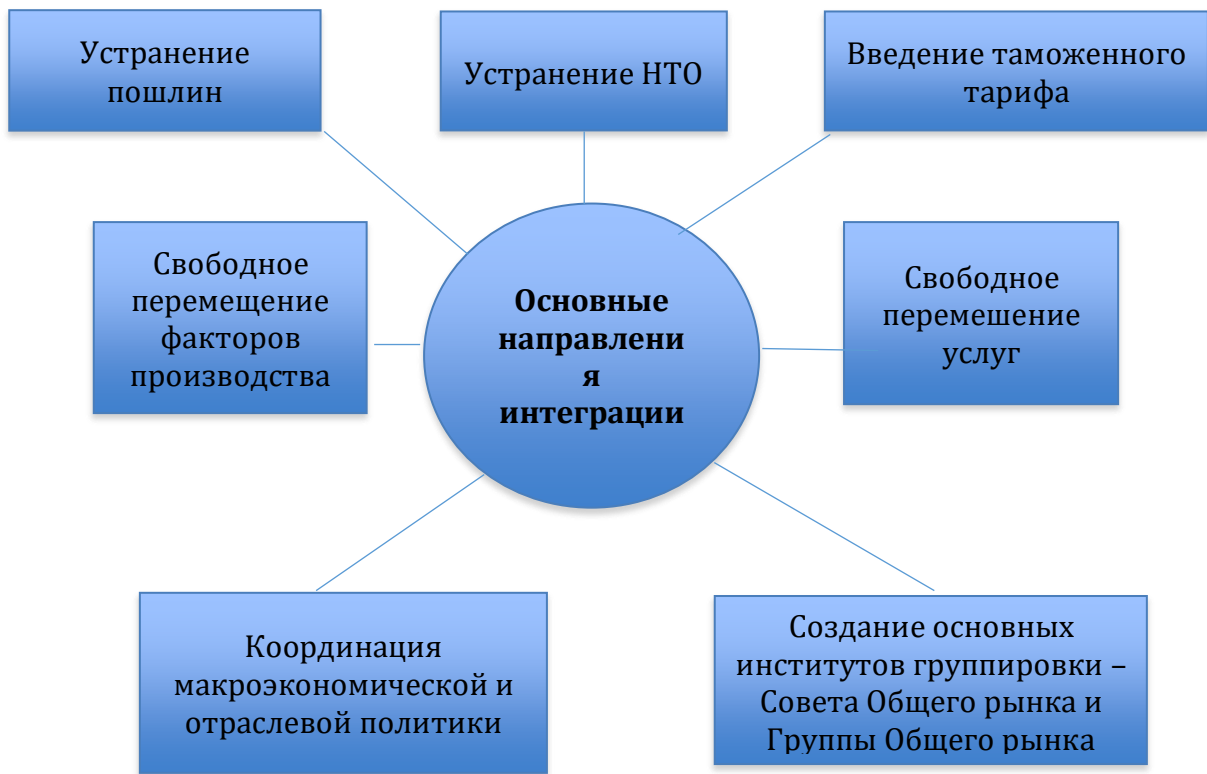 Устранение
пошлин
Устранение НТО
Введение таможенного
тарифа
Свободное
перемещение
факторов
производства
Основные
направлени
я
интеграции
Свободное
перемешение
услуг
Координация
макроэкономической и
отраслевой политики
Создание основных
институтов группировки –
Совета Общего рынка и
Группы Общего рынка